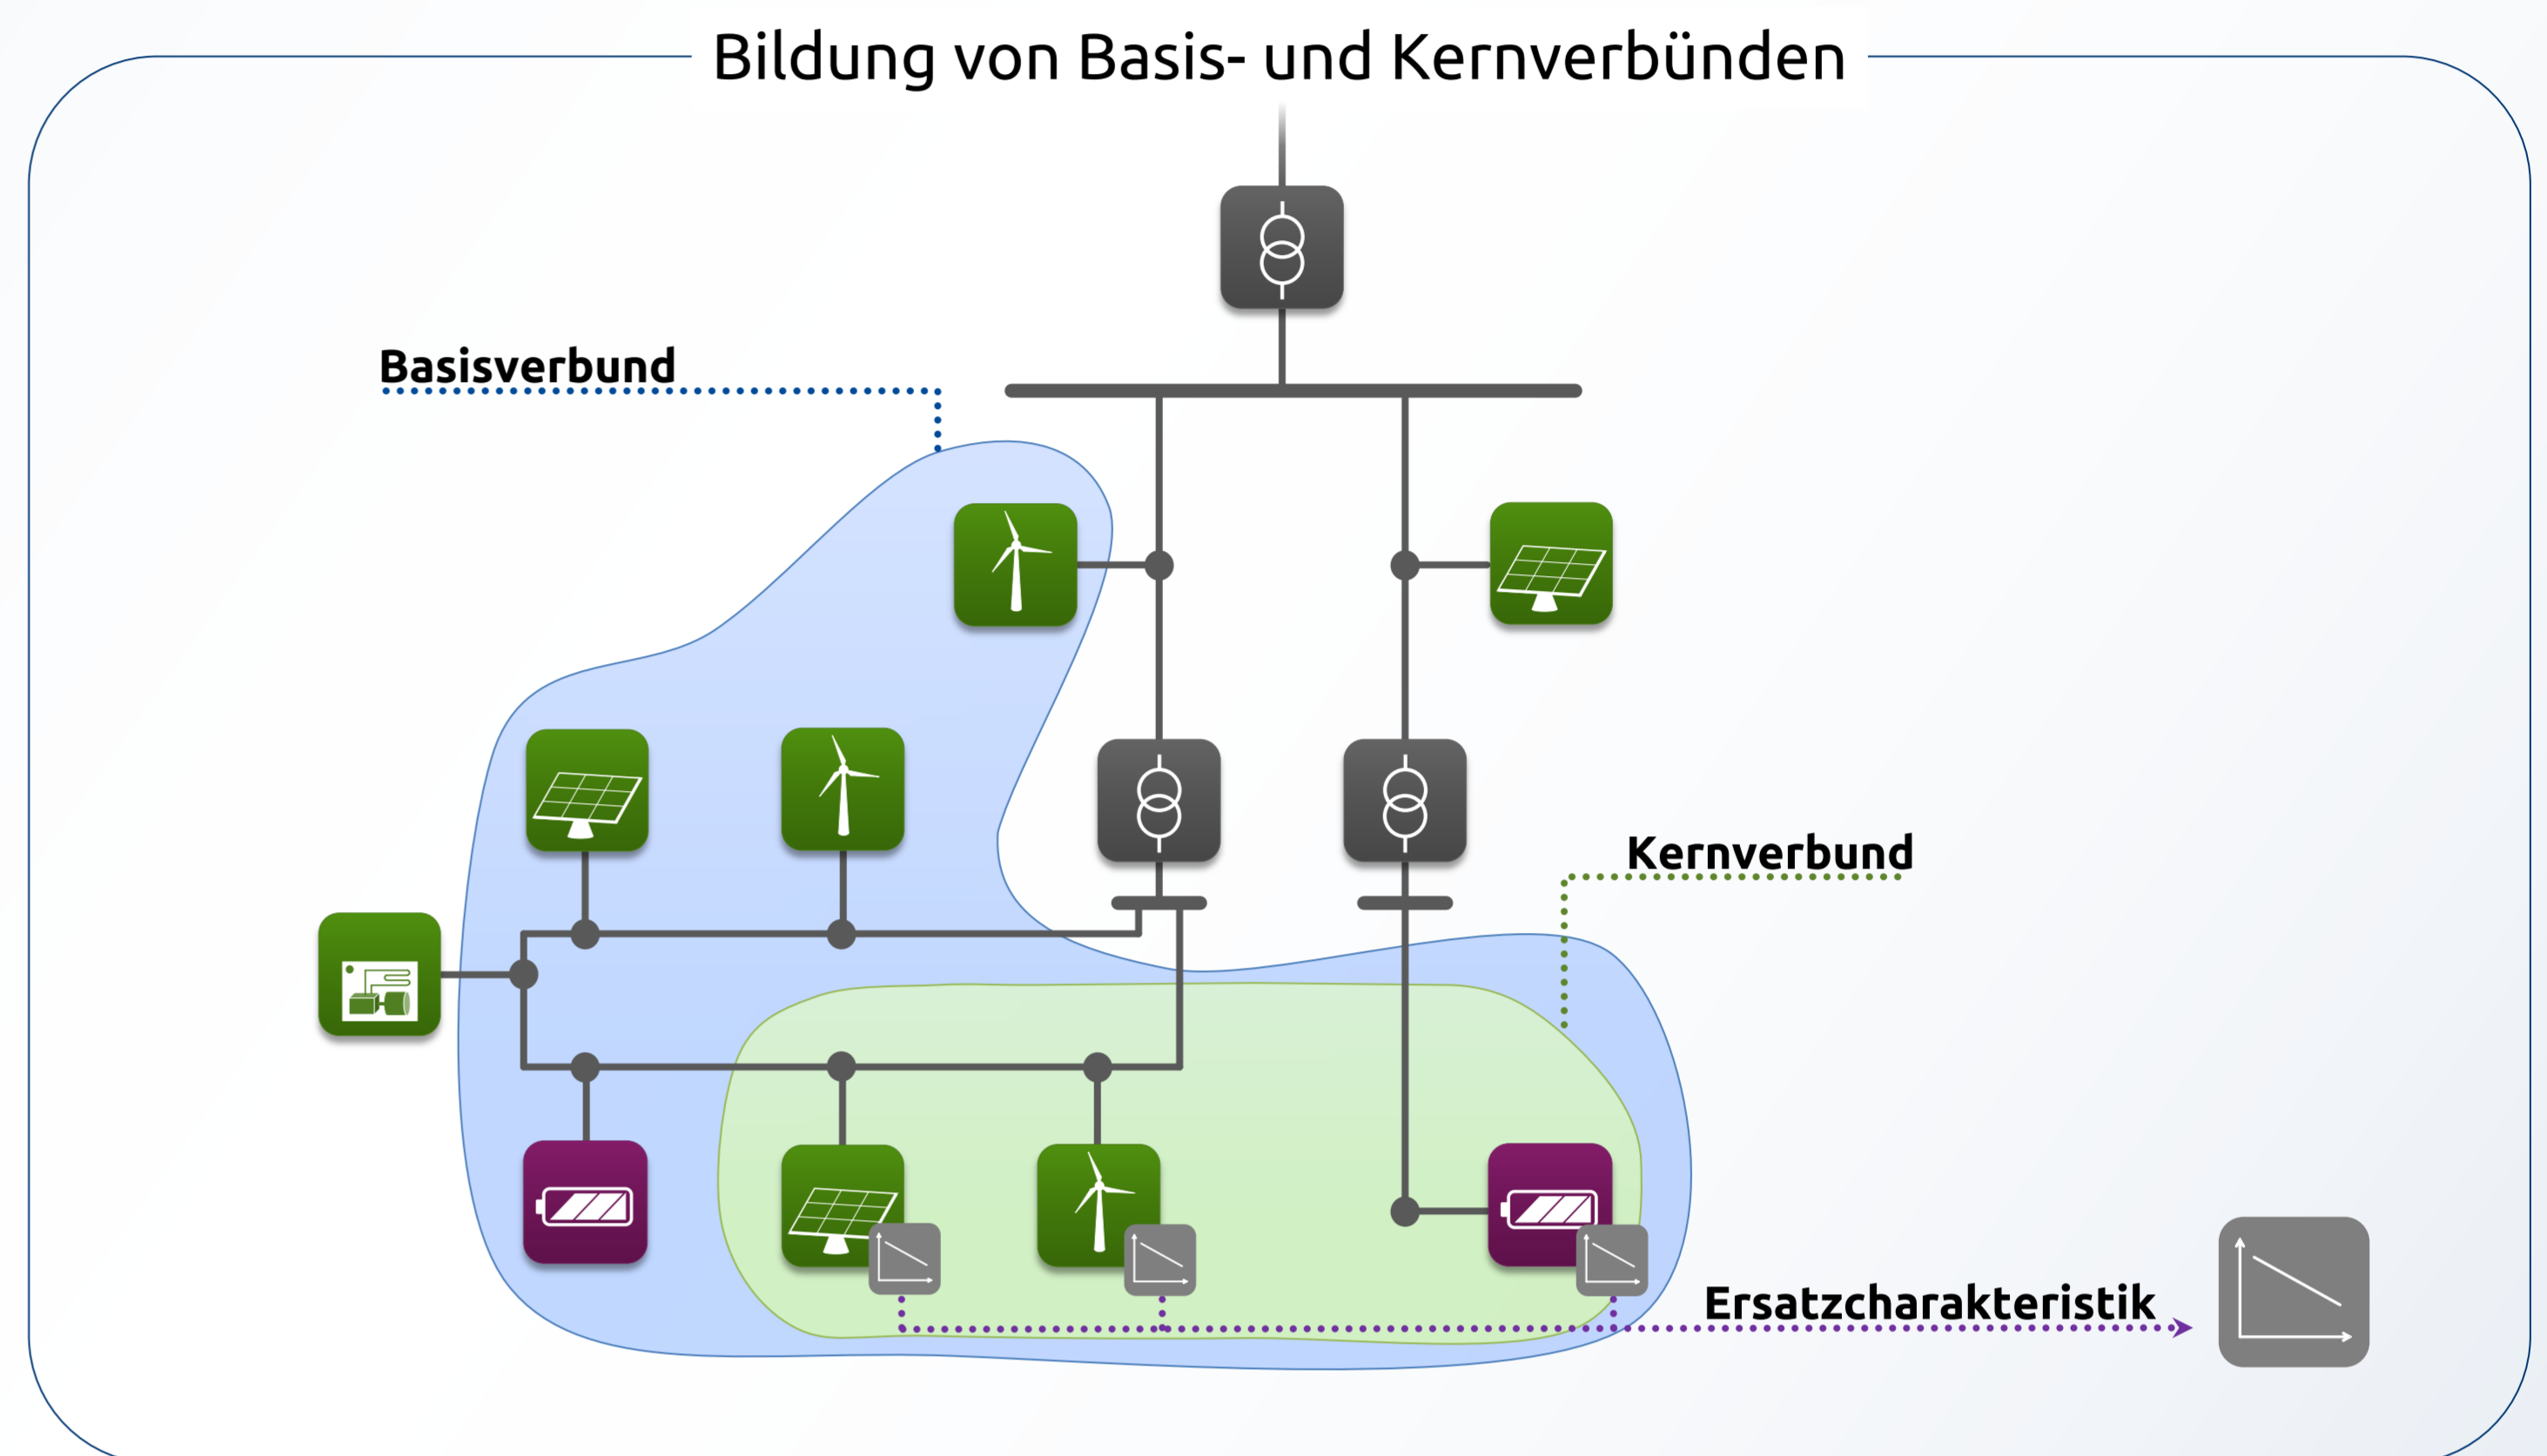 Bildung von Basis- und Kernverbünden
Basisverbund
Kernverbund
Ersatzcharakteristik